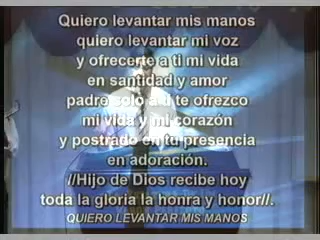 Quiero levantar mis manos
quiero levantar mi voz
y ofrecerte a ti mi vida
en santidad y amor
padre solo a ti te ofrezco
mi vida y mi corazón
y postrado en tu presencia
en adoración.
//Hijo de Dios recibe hoy
toda la gloria la honra y honor//.
QUIERO LEVANTAR MIS MANOS